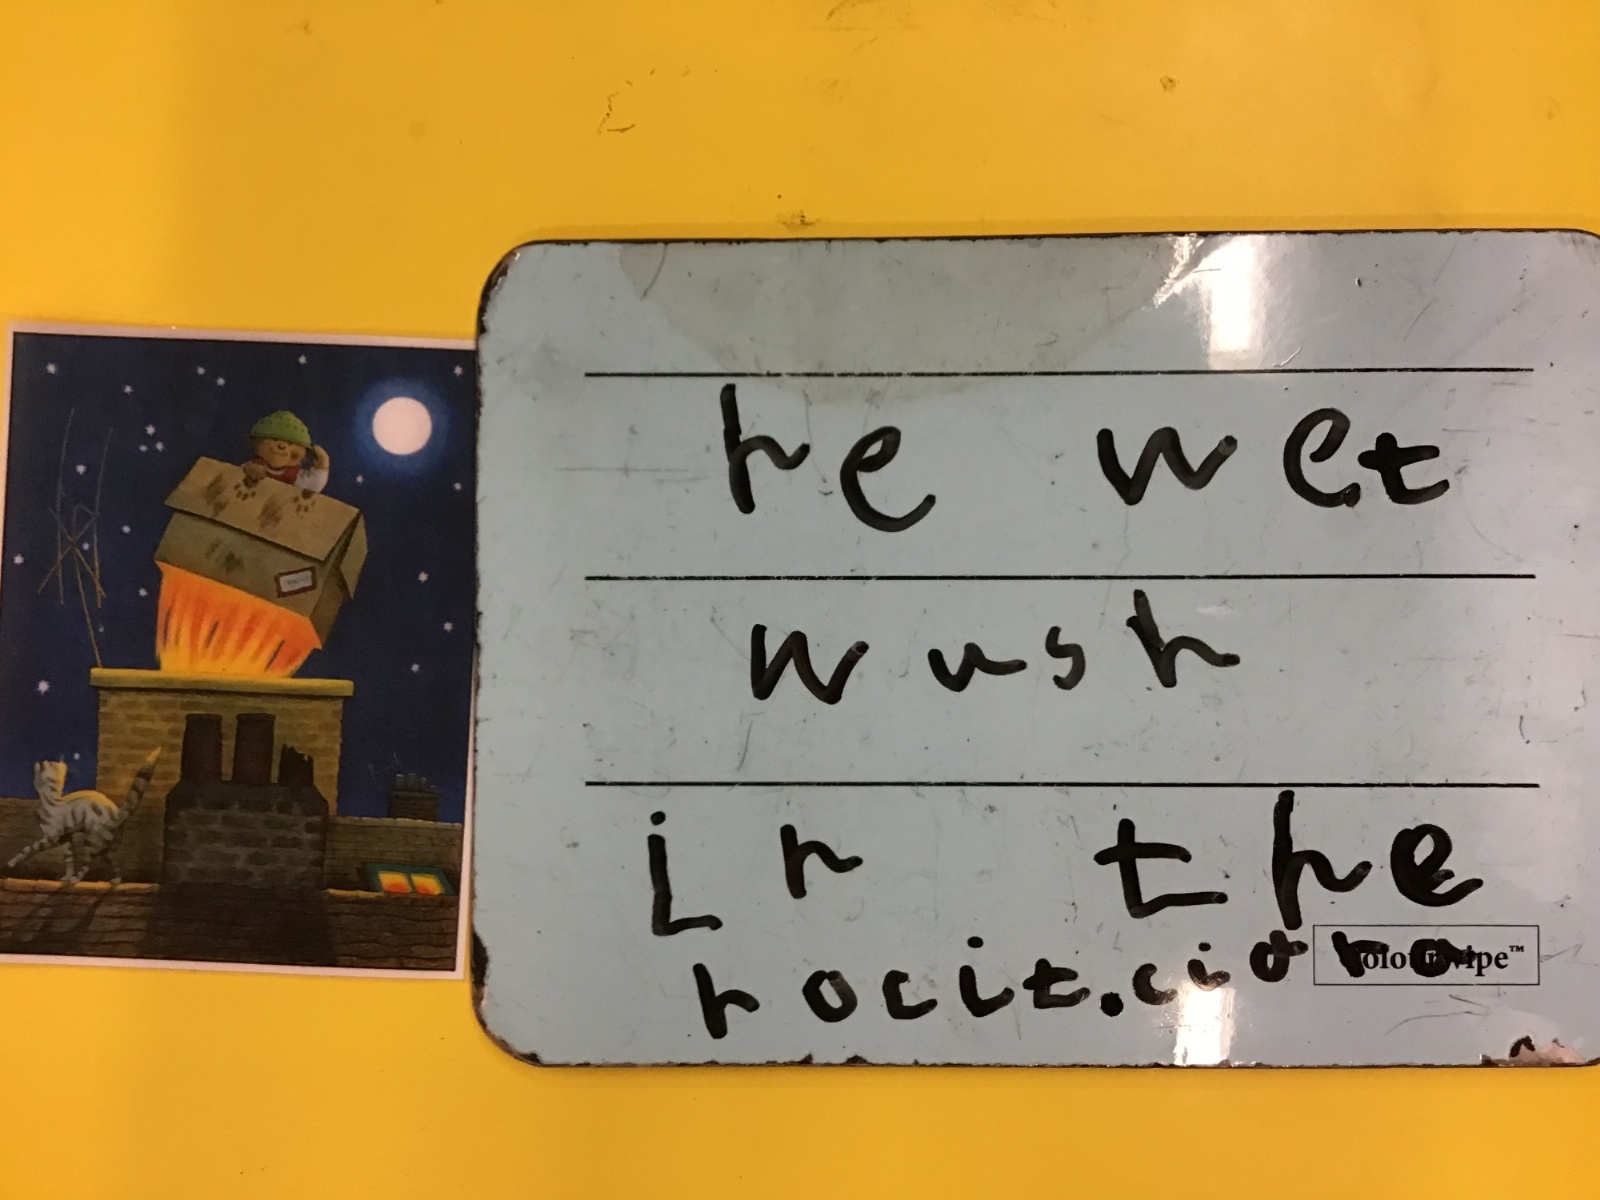 he wet
wush
in the
rocit.